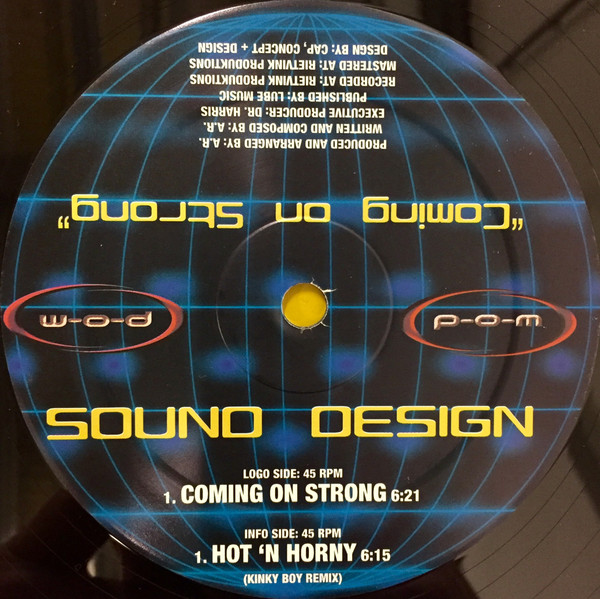 "Coming on Strong"
PRODUCED AND ARRANGED BY: A.R.
WRITTEN AND COMPOSED BY: A.R.
EXECUTIVE PRODUCER: DR. HARRIS
PUBLISHED BY: LUBE MUSIC
RECORDED AT: RIETVINK PRODUKTIONS
MASTERED AT: RIETVINK PRODUKTIONS
DESGN BY: CAP, CONCEPT + DESIGN
p-o-m
p-o-m
SOUND DESIGN
LOGO SIDE: 45 RPM
1. COMING ON STRONG 6:21
INFO SIDE: 45 RPM
1. HOT 'N HORNY 6:15
(KINKY BOY REMIX)